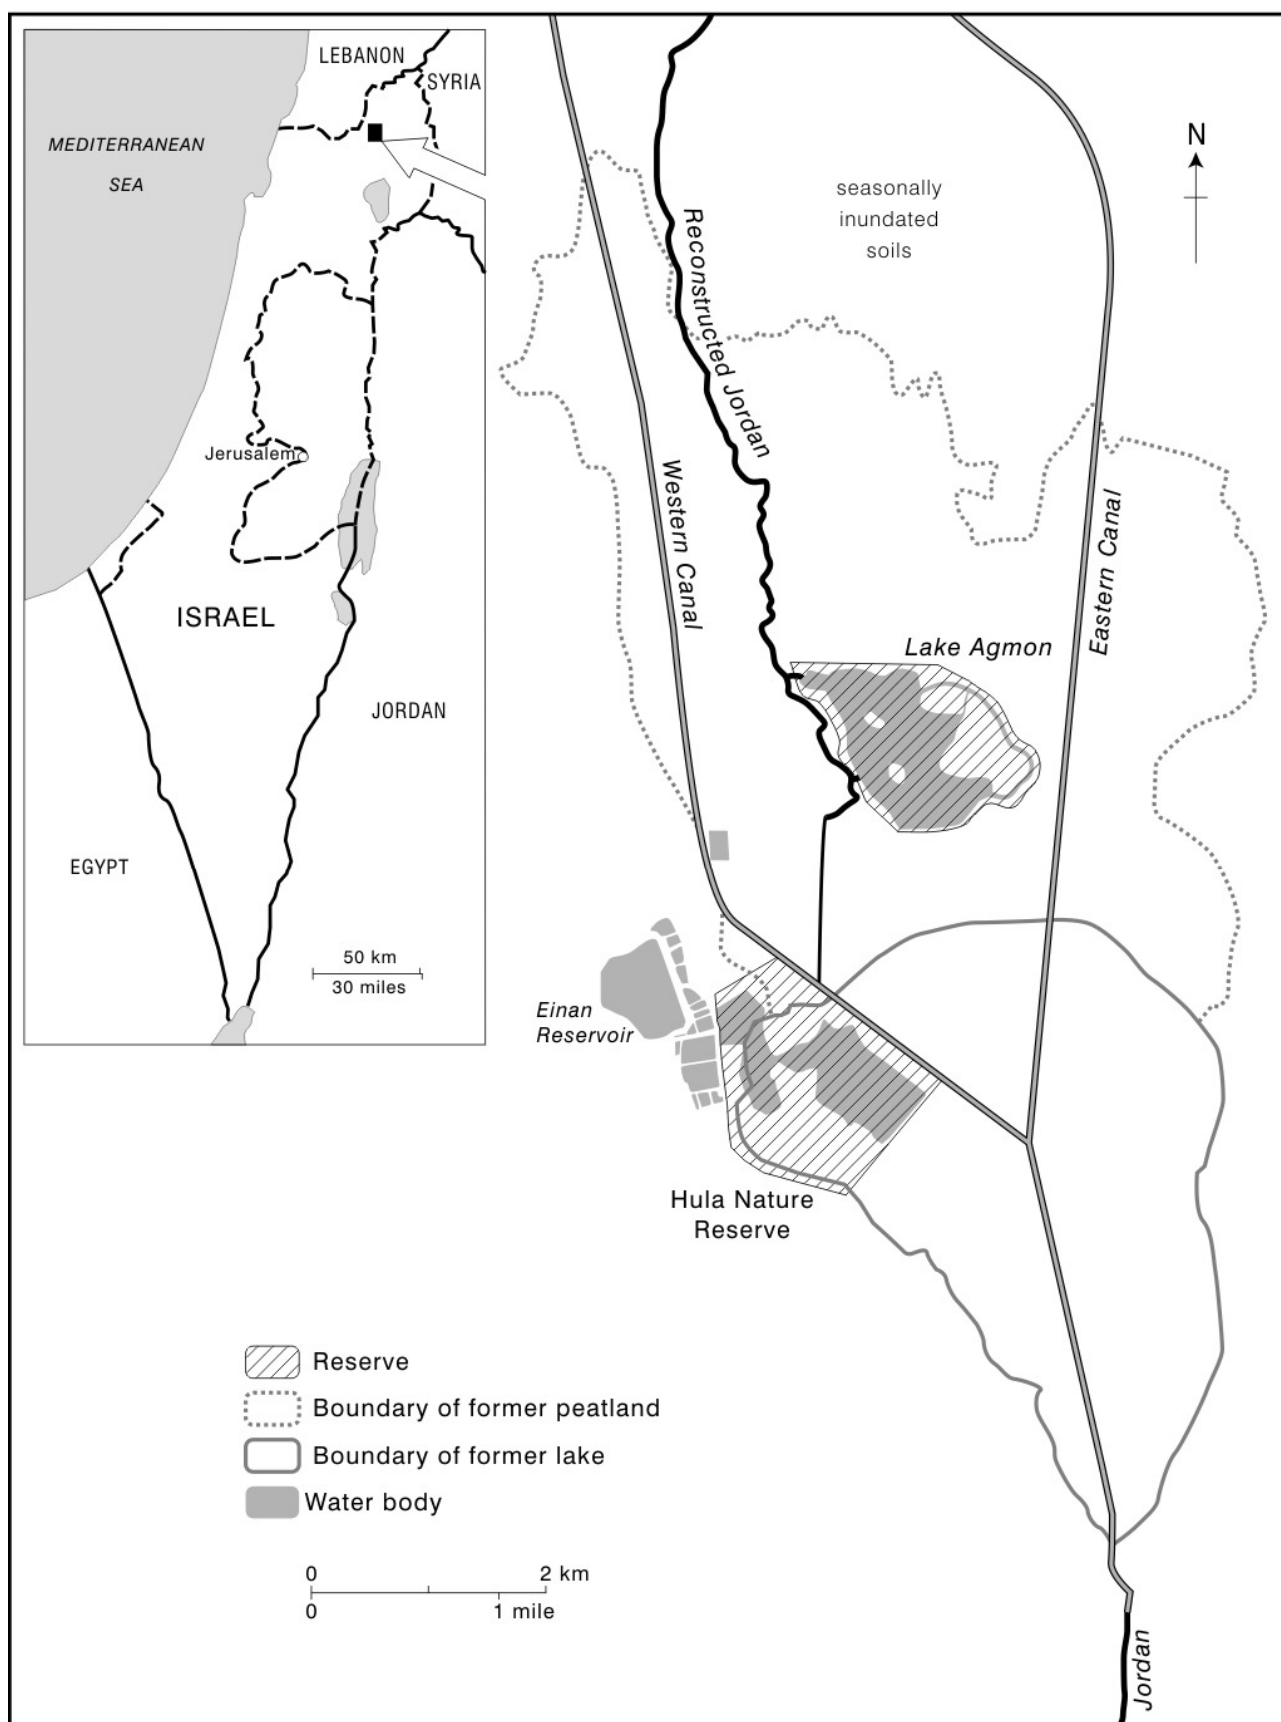 LEBANON
SYRIA
MEDITERRANEAN
SEA
Jerusalem
ISRAEL
JORDAN
EGYPT
50 km
30 miles
N
seasonally
inundated
soils
Reconstructed Jordan
Western Canal
Eastern Canal
Lake Agmon
Einan
Reservoir
Hula Nature
Reserve
Reserve
Boundary of former peatland
Boundary of former lake
Water body
0 2 km
0 1 mile
Jordan